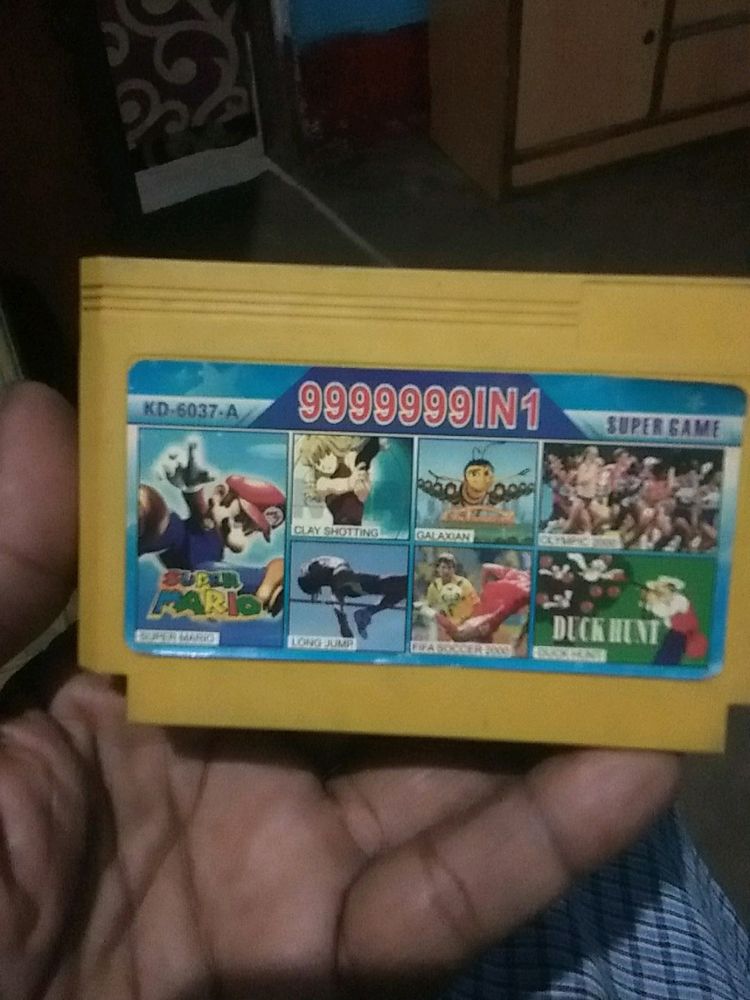 KD-6037-A
9999999IN1
SUPER GAME
SUPER
MARIO
SUPER MARIO
CLAY SHOTTING
GALAXIAN
OLYMPIC 2000
LONG JUMP
FIFA SOCCER 2000
DUCK HUNT
DUCK HUNT